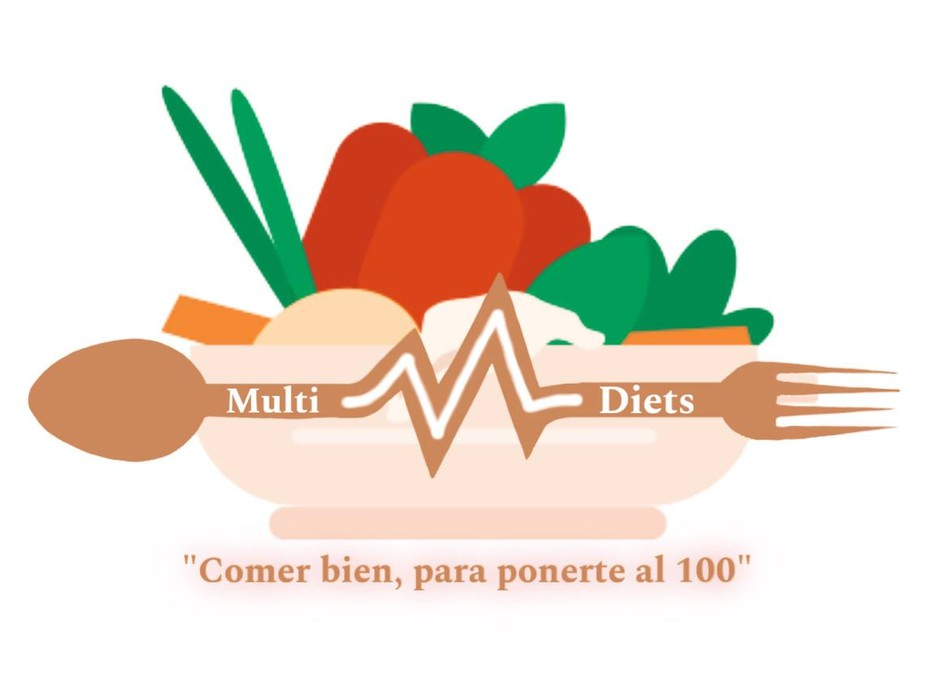 Multi Diets
"Comer bien, para ponerte al 100"